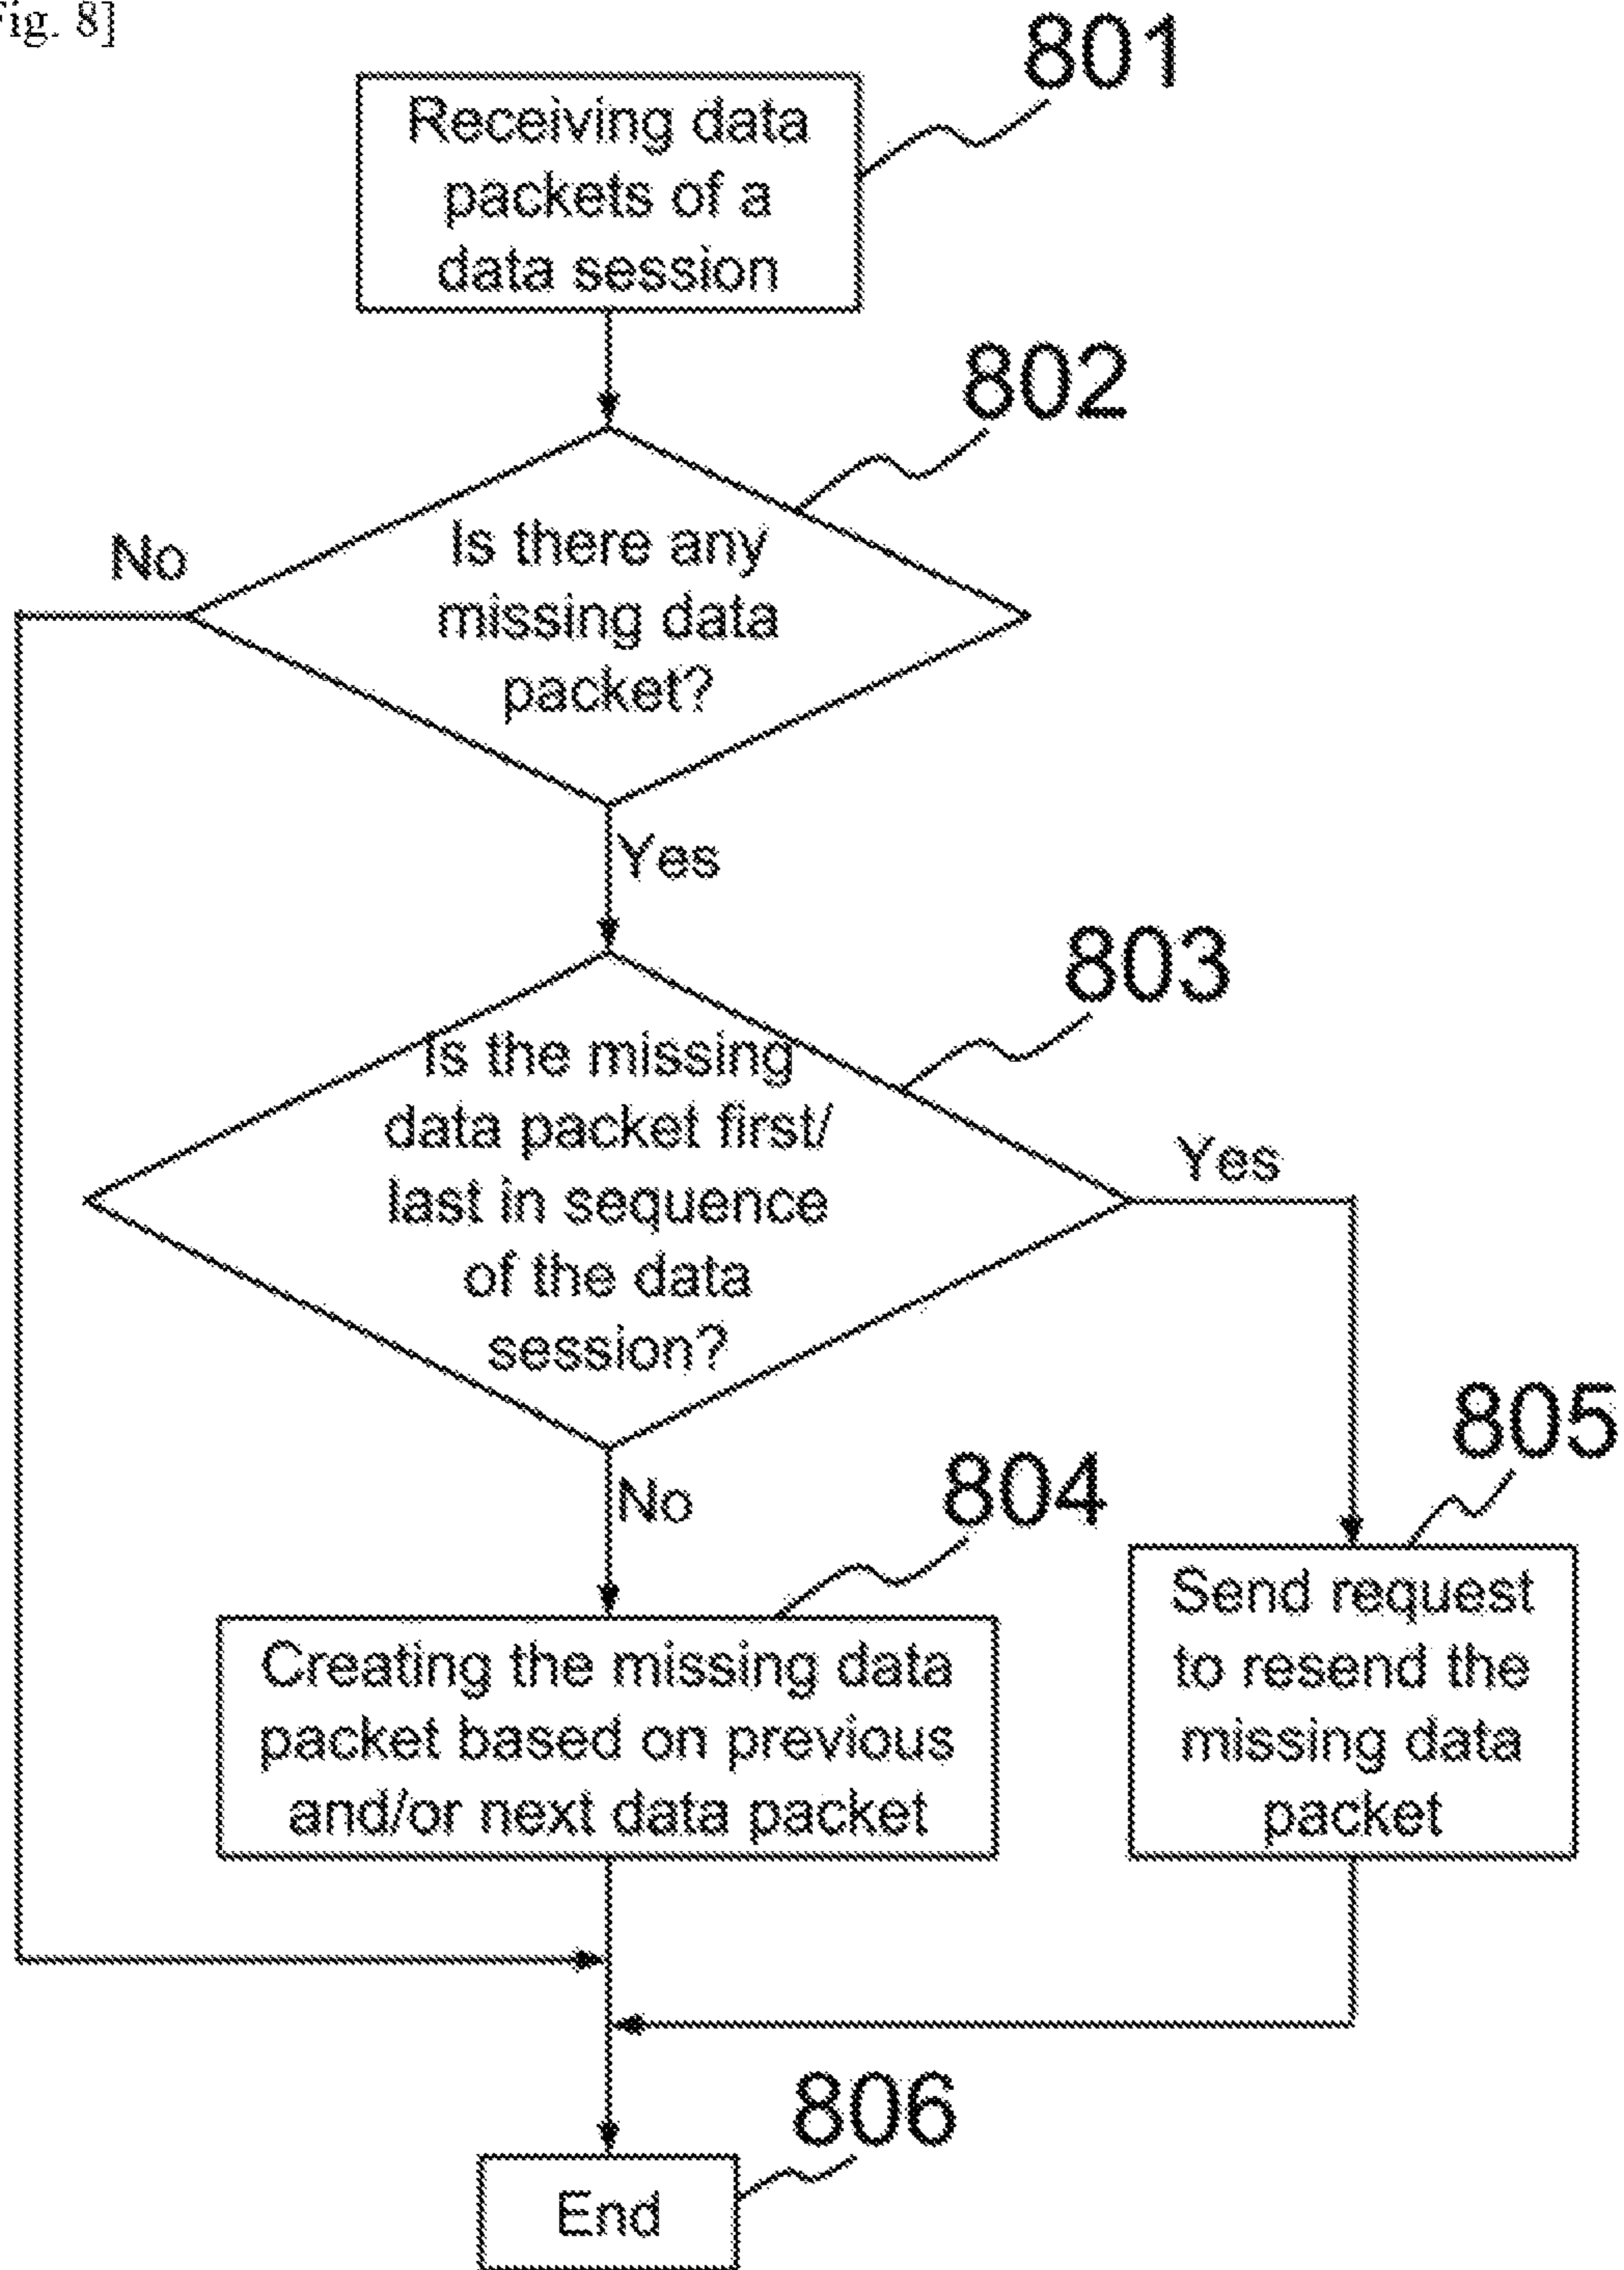 Fig. 8]
801
Receiving data
packets of a
data session
802
No
Is there any
missing data
packet?
Yes
803
Is the missing
data packet first/
last in sequence
of the data
session?
Yes
805
No
804
Send request
to resend the
missing data
packet
Creating the missing data
packet based on previous
and/or next data packet
806
End